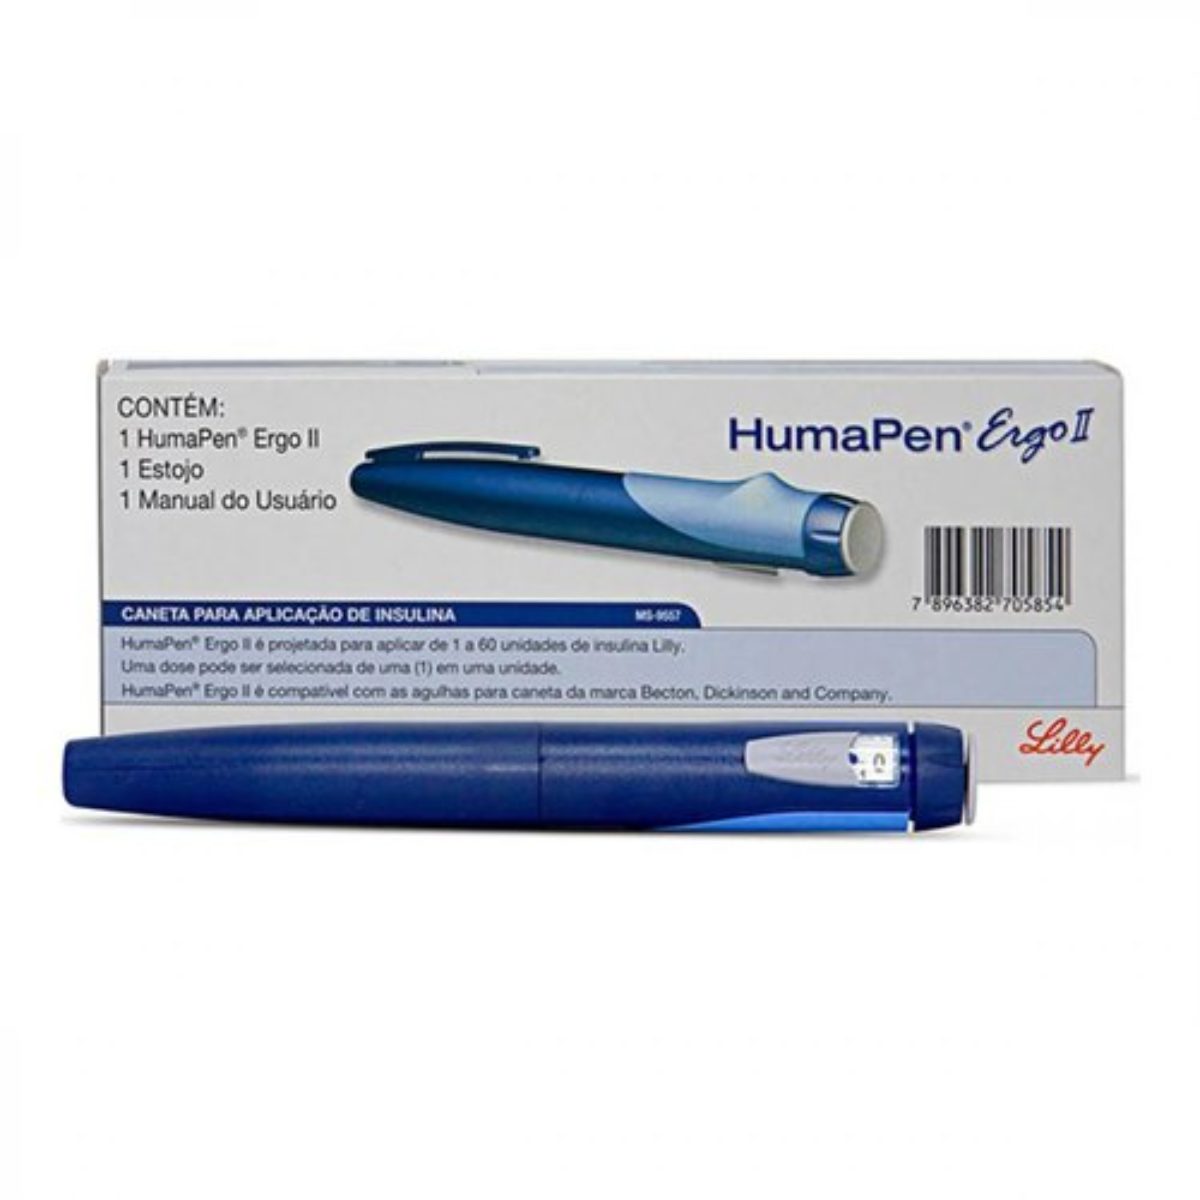 CONTÉM:
1 HumaPen® Ergo II
1 Estojo
1 Manual do Usuário
HumaPen® Ergo II
7 896382 705854
CANETA PARA APLICAÇÃO DE INSULINA
MS-9557
HumaPen® Ergo II é projetada para aplicar de 1 a 60 unidades de insulina Lilly.
Uma dose pode ser selecionada de uma (1) em uma unidade.
HumaPen® Ergo II é compatível com as agulhas para caneta da marca Becton, Dickinson and Company.
Lilly
Lilly